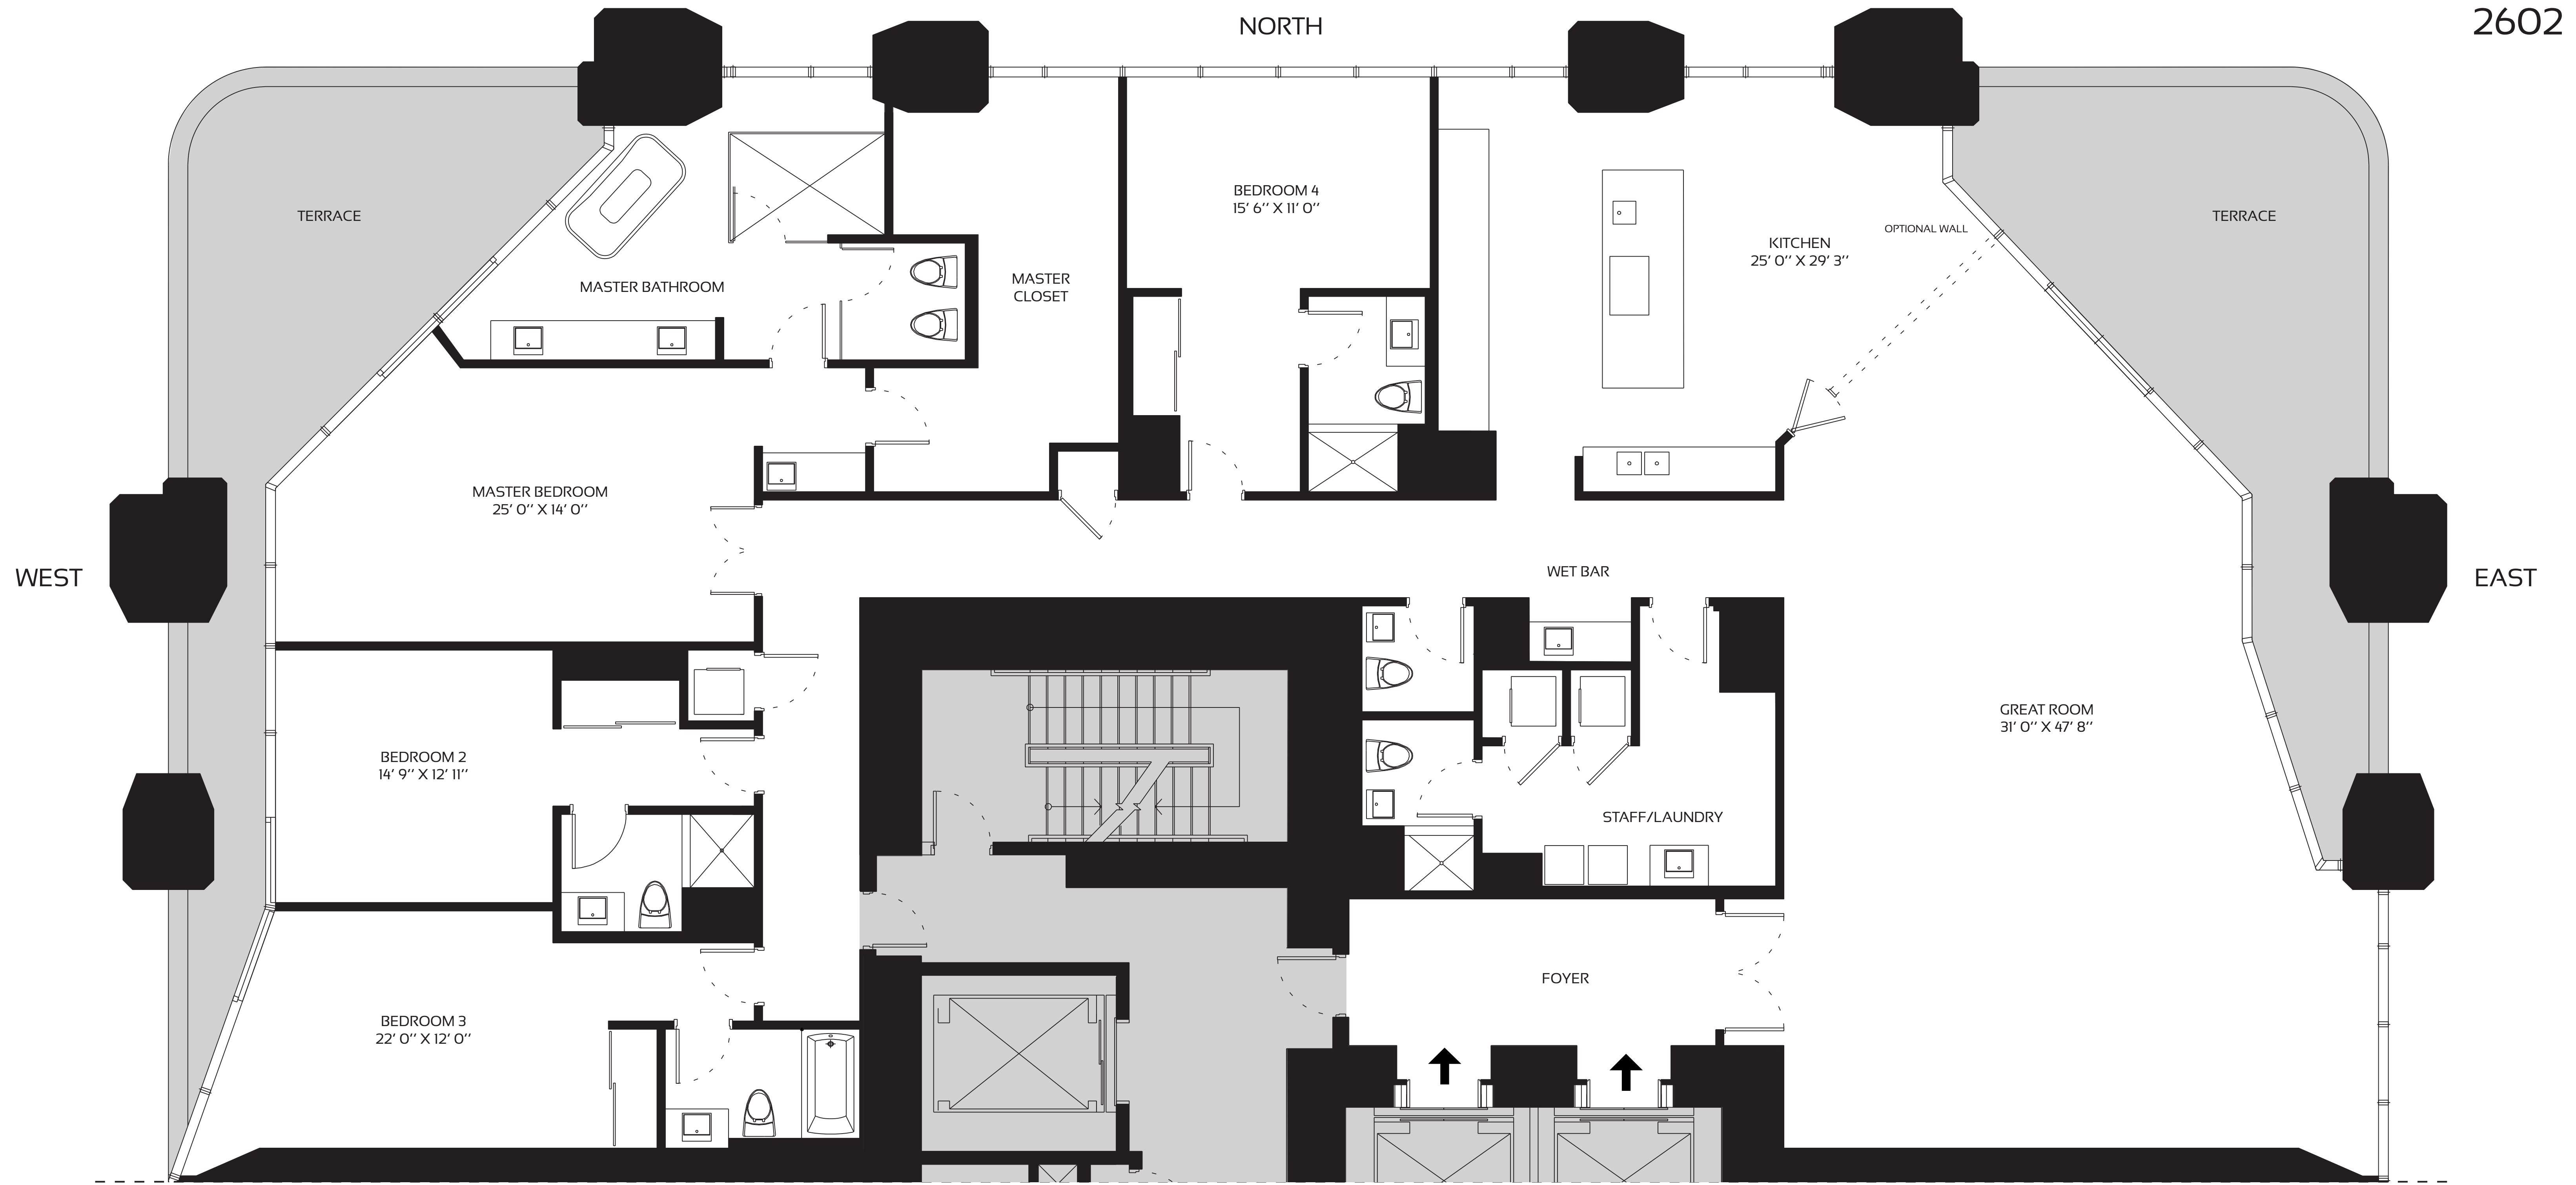 NORTH
2602
TERRACE
BEDROOM 4
15' 6'' X 11' 0''
TERRACE
OPTIONAL WALL
KITCHEN
25' 0'' X 29' 3''
MASTER BATHROOM
MASTER
CLOSET
MASTER BEDROOM
25' 0'' X 14' 0''
WEST
WET BAR
EAST
GREAT ROOM
31' 0'' X 47' 8''
BEDROOM 2
14' 9'' X 12' 11''
STAFF/LAUNDRY
FOYER
BEDROOM 3
22' 0'' X 12' 0''